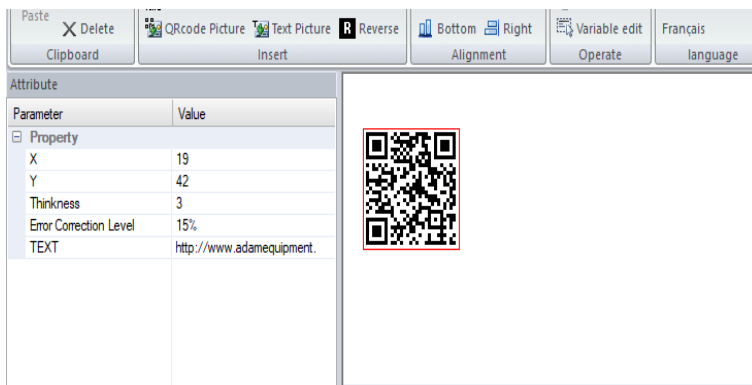 Paste
Delete
QRcode Picture Text Picture R Reverse
Bottom Right
Variable edit
Français
Clipboard Insert Alignment Operate language
Attribute
Parameter Value
Property
X 19
Y 42
Thinkness 3
Error Correction Level 15%
TEXT http://www.adamequipment.